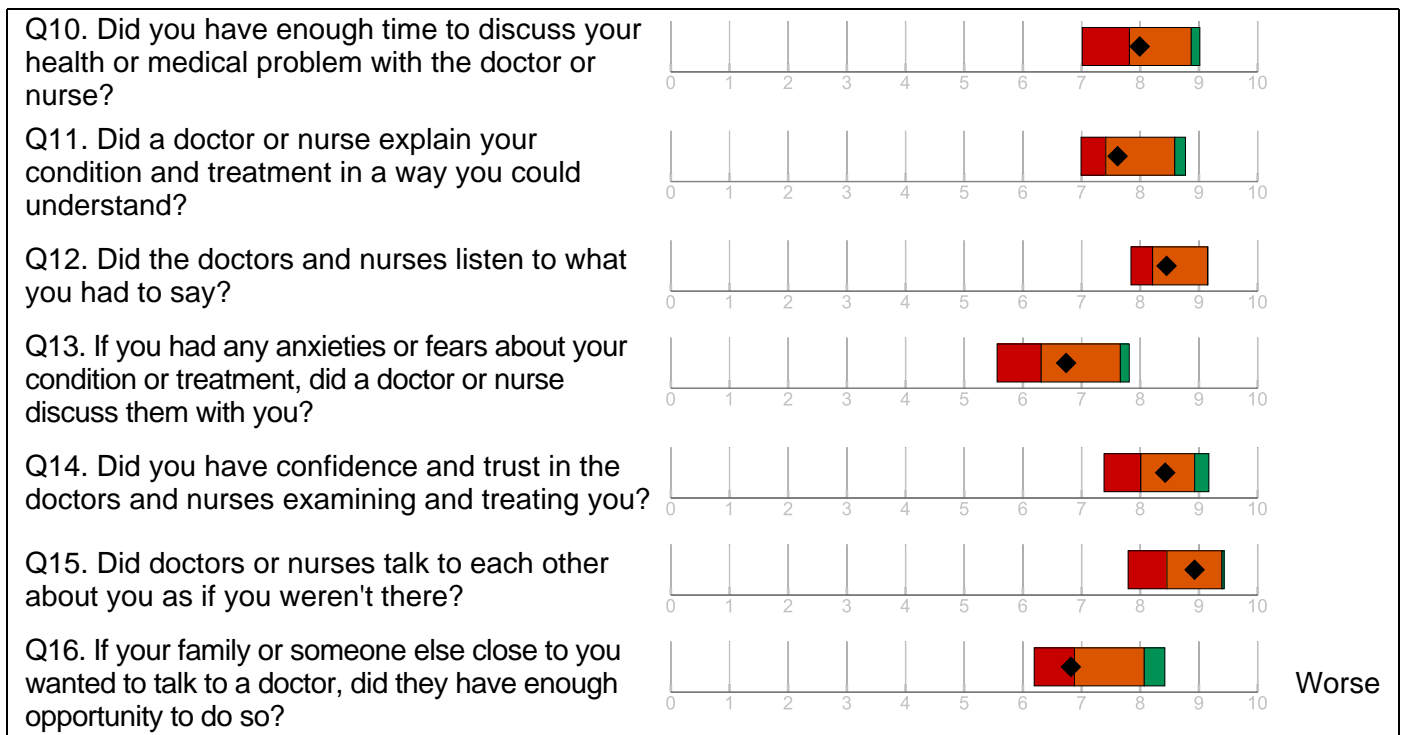 Q10. Did you have enough time to discuss your
health or medical problem with the doctor or
nurse?
0 1 2 3 4 5 6 7 8 9 10
Q11. Did a doctor or nurse explain your
condition and treatment in a way you could
understand?
0 1 2 3 4 5 6 7 8 9 10
Q12. Did the doctors and nurses listen to what
you had to say?
0 1 2 3 4 5 6 7 8 9 10
Q13. If you had any anxieties or fears about your
condition or treatment, did a doctor or nurse
discuss them with you?
0 1 2 3 4 5 6 7 8 9 10
Q14. Did you have confidence and trust in the
doctors and nurses examining and treating you?
0 1 2 3 4 5 6 7 8 9 10
Q15. Did doctors or nurses talk to each other
about you as if you weren't there?
0 1 2 3 4 5 6 7 8 9 10
Q16. If your family or someone else close to you
wanted to talk to a doctor, did they have enough
opportunity to do so?
0 1 2 3 4 5 6 7 8 9 10
Worse